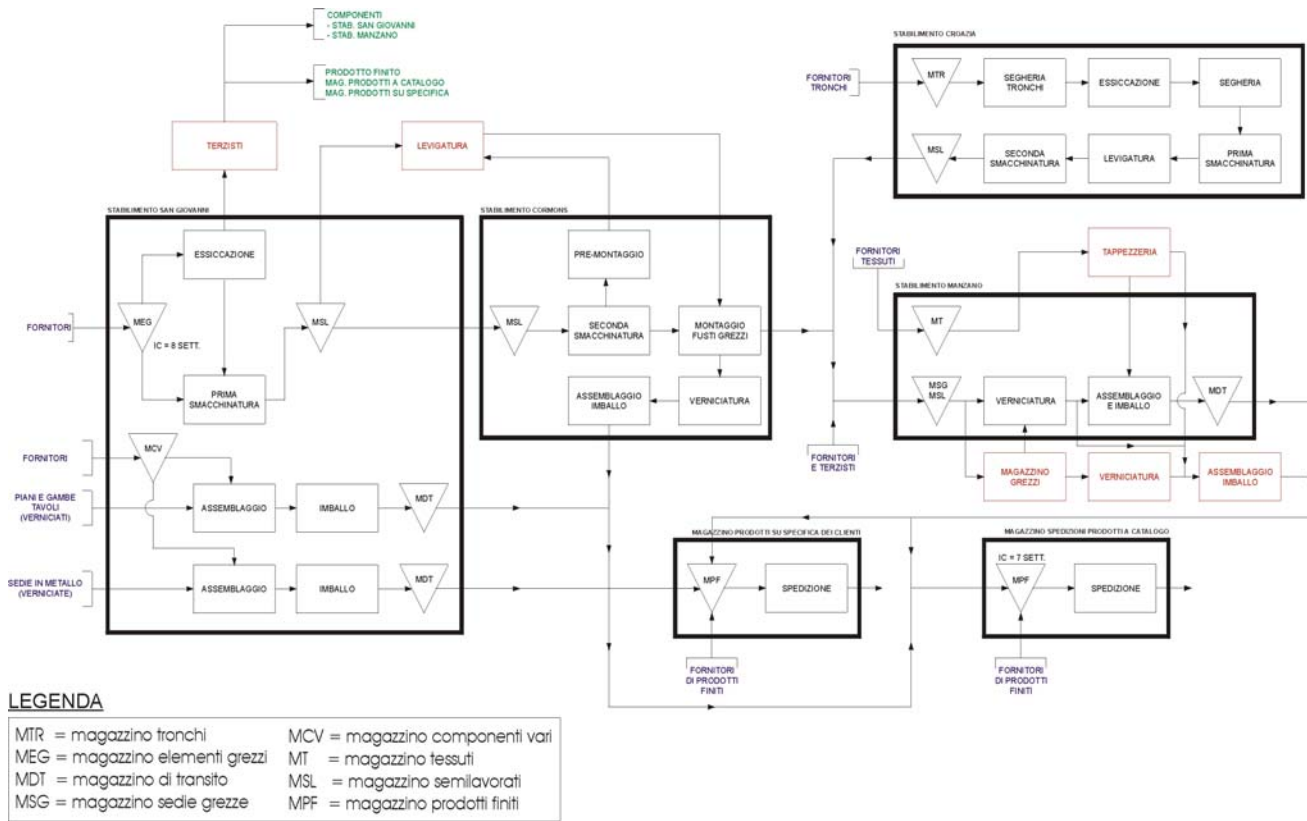 COMPONENTI
- STAB. SAN GIOVANNI
- STAB. MANZANO
PRODOTTO FINITO
MAG. PRODOTTI A CATALOGO
MAG. PRODOTTI SU SPECIFICA
TERZISTI
LEVIGATURA
STABILIMENTO CROAZIA
FORNITORI
TRONCHI
MTR
SEGHERIA
TRONCHI
ESSICCAZIONE
SEGHERIA
MSL
SECONDA
SMACCHINATURA
LEVIGATURA
PRIMA
SMACCHINATURA
STABILIMENTO SAN GIOVANNI
ESSICCAZIONE
FORNITORI
MEG
IC = 8 SETT.
MSL
PRIMA
SMACCHINATURA
FORNITORI
MCV
PIANI E GAMBE
TAVOLI
(VERNICIATI)
ASSEMBLAGGIO
IMBALLO
MDT
SEDIE IN METALLO
(VERNICIATE)
ASSEMBLAGGIO
IMBALLO
MDT
STABILIMENTO CORMONS
PRE-MONTAGGIO
MSL
SECONDA
SMACCHINATURA
MONTAGGIO
FUSTI GREZZI
ASSEMBLAGGIO
IMBALLO
VERNICIATURA
FORNITORI
TESSUTI
TAPPEZZERIA
STABILIMENTO MANZANO
MT
MSG
MSL
VERNICIATURA
ASSEMBLAGGIO
E IMBALLO
MDT
FORNITORI
E TERZISTI
MAGAZZINO
GREZZI
VERNICIATURA
ASSEMBLAGGIO
IMBALLO
MAGAZZINO PRODOTTI SU SPECIFICA DEI CLIENTI
MPF
SPEDIZIONE
FORNITORI
DI PRODOTTI
FINITI
MAGAZZINO SPEDIZIONI PRODOTTI A CATALOGO
IC = 7 SETT.
MPF
SPEDIZIONE
FORNITORI
DI PRODOTTI
FINITI
LEGENDA
MTR = magazzino tronchi
MEG = magazzino elementi grezzi
MDT = magazzino di transito
MSG = magazzino sedie grezze
MCV = magazzino componenti vari
MT = magazzino tessuti
MSL = magazzino semilavorati
MPF = magazzino prodotti finiti